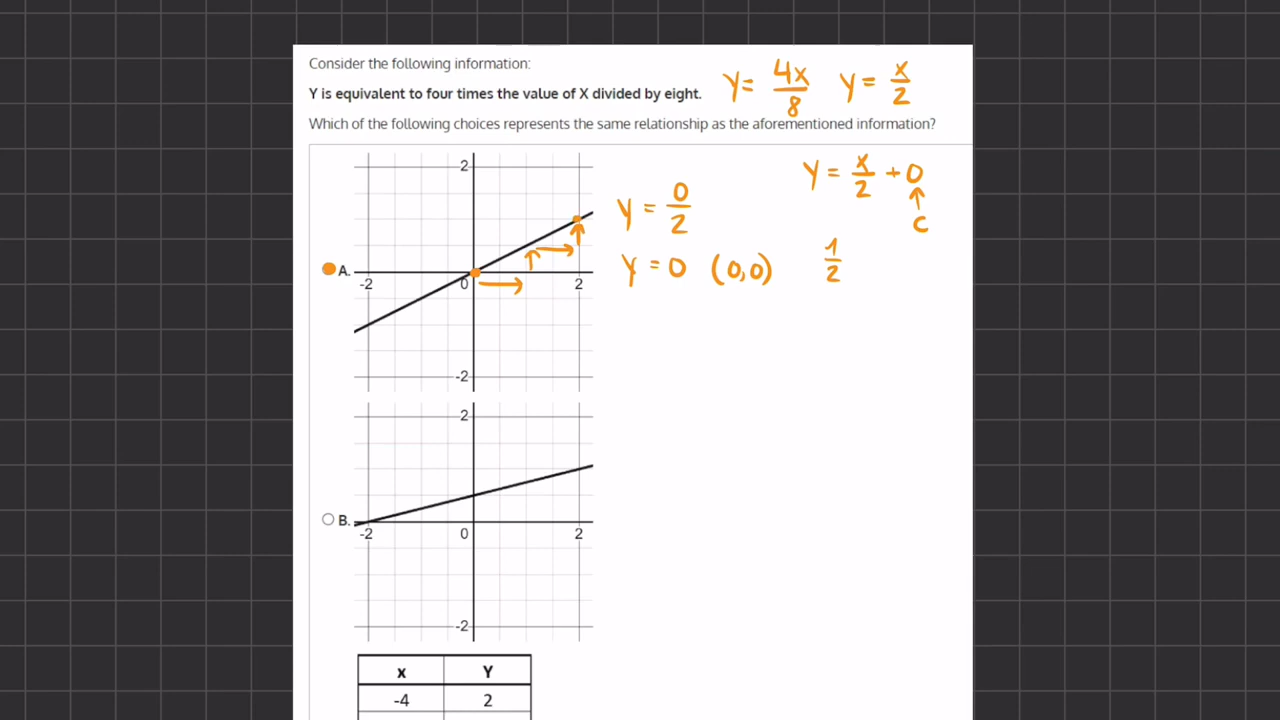 Consider the following information:
Y is equivalent to four times the value of X divided by eight.
Y = 4x/8 Y = x/2
Which of the following choices represents the same relationship as the aforementioned information?
Y = x/2 + 0
C
2
Y = 0/2
A.
-2 0 2
Y = 0 (0,0) 1/2
-2
2
B.
-2 0 2
-2
x Y
-4 2